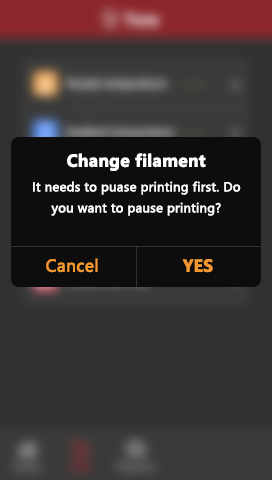 Change filament
It needs to puase printing first. Do
you want to pause printing?
Cancel
YES